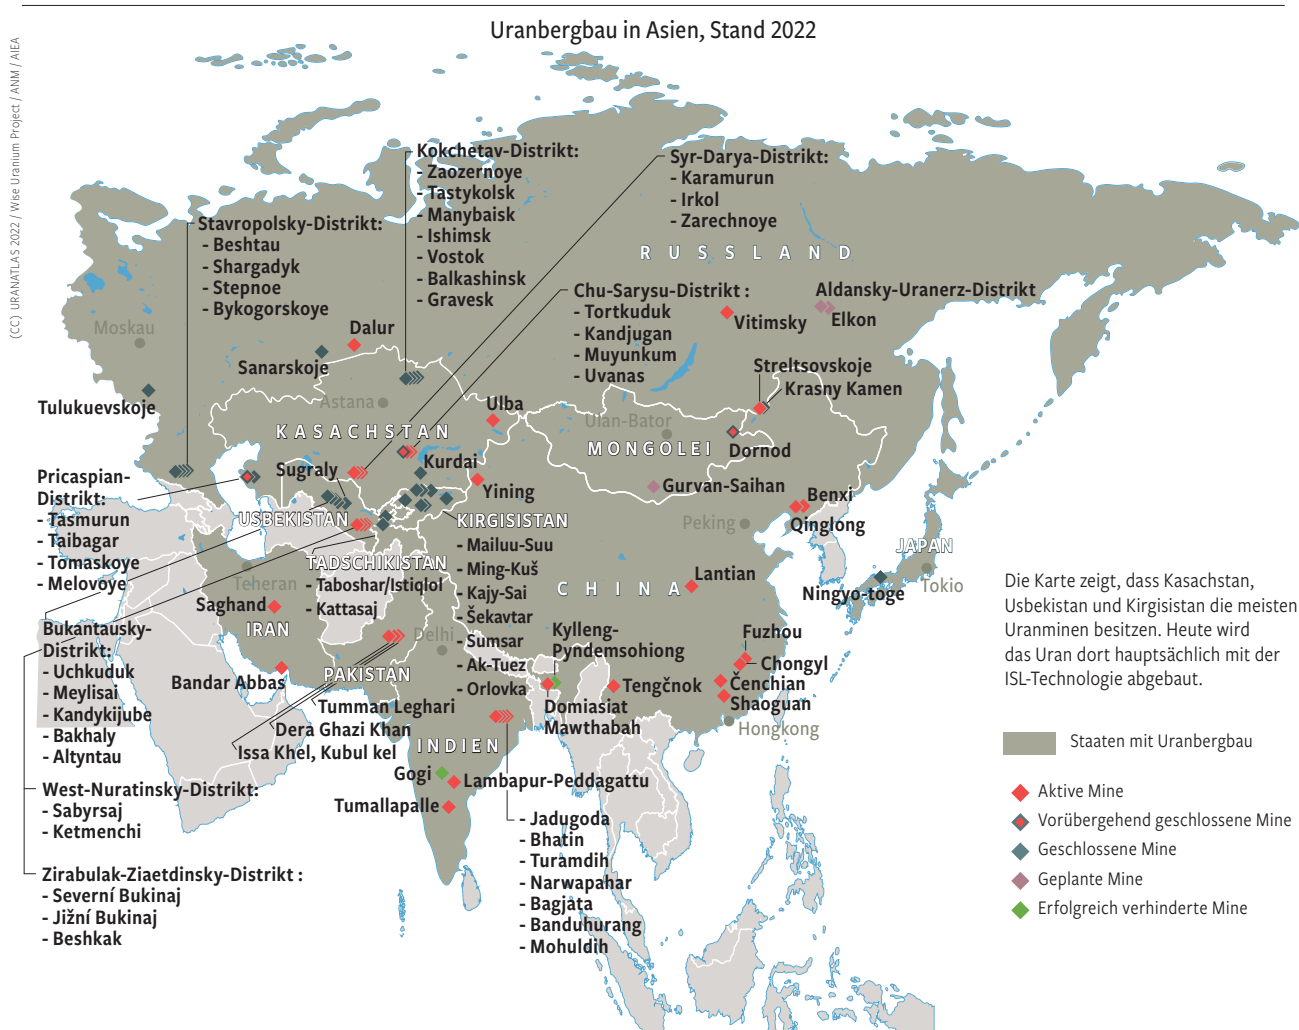 Uranbergbau in Asien, Stand 2022
(CC) URANATLAS 2022 / Wise Uranium Project / ANM / AIEA
Kokchetav-Distrikt:
- Zaozernoye
- Tastykolsk
- Manybaisk
- Ishimsk
- Vostok
- Balkashinsk
- Gravesk
Syr-Darya-Distrikt:
- Karamurun
- Irkol
- Zarechnoye
Stavropolsky-Distrikt:
- Beshtau
- Shargadyk
- Stepnoe
- Bykogorskoye
RUSSLAND
Chu-Sarysu-Distrikt :
- Tortkuduk
- Kandjugan
- Muyunkum
- Uvanas
Aldansky-Uranerz-Distrikt
Elkon
Vitimsky
Moskau
Dalur
Sanarskoje
Streltsovskoje
Krasny Kamen
Tulukuevskoje
Astana
Ulba
Ulan-Bator
KASACHSTAN
MONGOLEI
Dornod
Kurdai
Sugraly
Pricaspian-
Distrikt:
- Tasmurun
- Taibagar
- Tomaskoye
- Melovoye
Yining
Gurvan-Saihan
Benxi
Qinglong
Peking
USBEKISTAN
KIRGISISTAN
- Mailuu-Suu
- Ming-Kuš
- Kajy-Sai
- Šekavtar
- Sumsar
- Ak-Tuez
- Orlovka
JAPAN
Tokio
Ningyo-toge
TADSCHIKISTAN
- Taboshar/Istiqlol
- Kattasaj
Teheran
Saghand
IRAN
CHINA
Lantian
Delhi
Bukantausky-
Distrikt:
- Uchkuduk
- Meylisai
- Kandykijube
- Bakhaly
- Altyntau
Bandar Abbas
PAKISTAN
Tumman Leghari
Dera Ghazi Khan
Issa Khel, Kubul kel
Kylleng-
Pyndemsohiong
Domiasiat
Mawthabah
Tengčnok
Fuzhou
Chongyl
Čenchian
Shaoguan
Hongkong
INDIEN
Gogi
Lambapur-Peddagattu
Tumallapalle
West-Nuratinsky-Distrikt:
- Sabyrsaj
- Ketmenchi
Zirabulak-Ziaetdinsky-Distrikt :
- Severní Bukinaj
- Jižní Bukinaj
- Beshkak
- Jadugoda
- Bhatin
- Turamdih
- Narwapahar
- Bagjata
- Banduhurang
- Mohuldih
Die Karte zeigt, dass Kasachstan,
Usbekistan und Kirgisistan die meisten
Uranminen besitzen. Heute wird
das Uran dort hauptsächlich mit der
ISL-Technologie abgebaut.
Staaten mit Uranbergbau
Aktive Mine
Vorübergehend geschlossene Mine
Geschlossene Mine
Geplante Mine
Erfolgreich verhinderte Mine